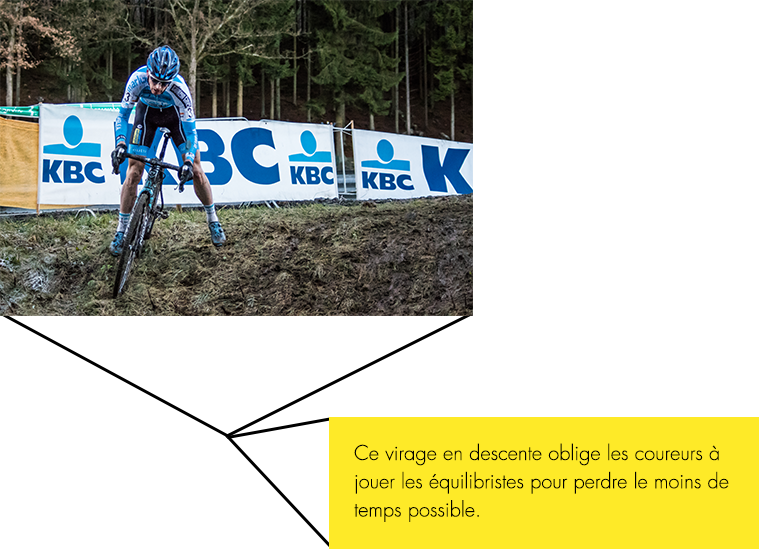 KBC
KBC
KBC
KBC
K
Ce virage en descente oblige les coureurs à
jouer les équilibristes pour perdre le moins de
temps possible.